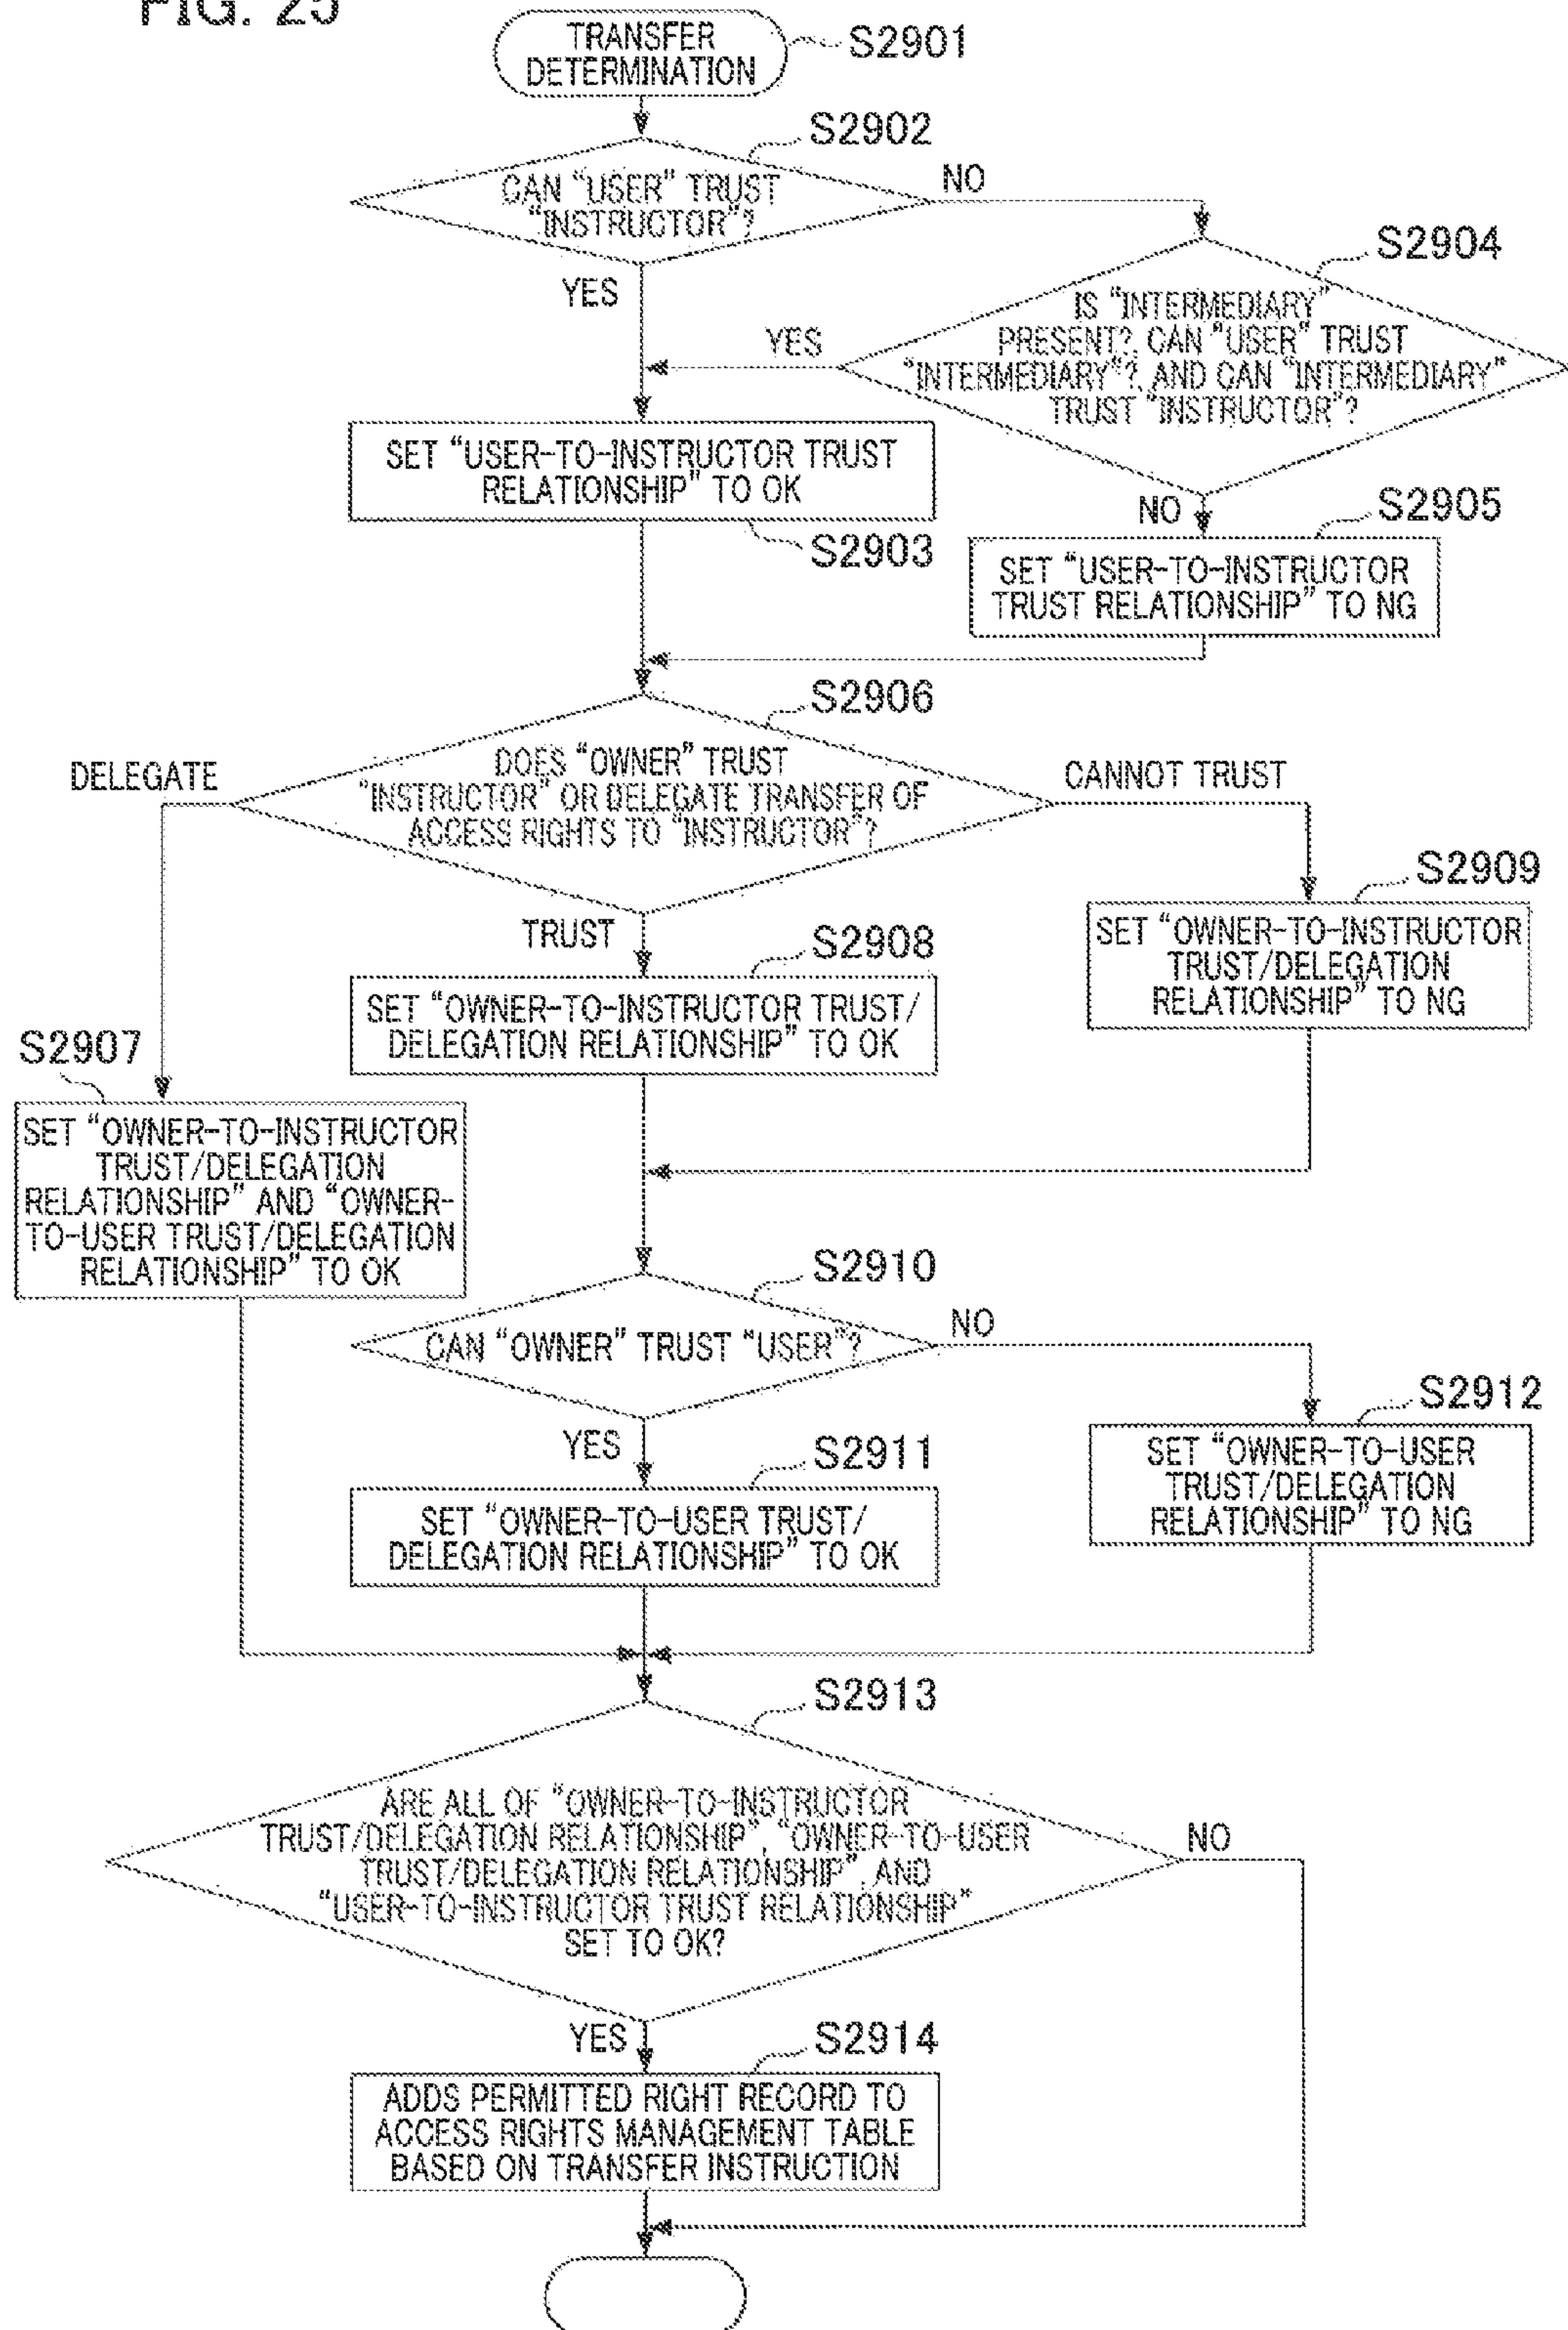 FIG. 25
TRANSFER
DETERMINATION
S2901
S2902
CAN “USER” TRUST
“INSTRUCTOR”?
NO
YES
S2904
IS “INTERMEDIARY”
PRESENT?, CAN “USER” TRUST
“INTERMEDIARY”?, AND CAN “INTERMEDIARY”
TRUST “INSTRUCTOR”?
YES
NO
SET “USER-TO-INSTRUCTOR TRUST
RELATIONSHIP” TO OK
S2903
S2905
SET “USER-TO-INSTRUCTOR
TRUST RELATIONSHIP” TO NG
S2906
DOES “OWNER” TRUST
“INSTRUCTOR” OR DELEGATE TRANSFER OF
ACCESS RIGHTS TO “INSTRUCTOR”?
DELEGATE
CANNOT TRUST
TRUST
S2908
SET “OWNER-TO-INSTRUCTOR TRUST/
DELEGATION RELATIONSHIP” TO OK
S2909
SET “OWNER-TO-INSTRUCTOR
TRUST/DELEGATION
RELATIONSHIP” TO NG
S2907
SET “OWNER-TO-INSTRUCTOR
TRUST/DELEGATION
RELATIONSHIP” AND “OWNER-
TO-USER TRUST/DELEGATION
RELATIONSHIP” TO OK
S2910
CAN “OWNER” TRUST “USER”?
NO
YES
S2911
SET “OWNER-TO-USER TRUST/
DELEGATION RELATIONSHIP” TO OK
S2912
SET “OWNER-TO-USER
TRUST/DELEGATION
RELATIONSHIP” TO NG
S2913
ARE ALL OF “OWNER-TO-INSTRUCTOR
TRUST/DELEGATION RELATIONSHIP”, “OWNER-TO-USER
TRUST/DELEGATION RELATIONSHIP”, AND
“USER-TO-INSTRUCTOR TRUST RELATIONSHIP”
SET TO OK?
NO
YES
S2914
ADDS PERMITTED RIGHT RECORD TO
ACCESS RIGHTS MANAGEMENT TABLE
BASED ON TRANSFER INSTRUCTION